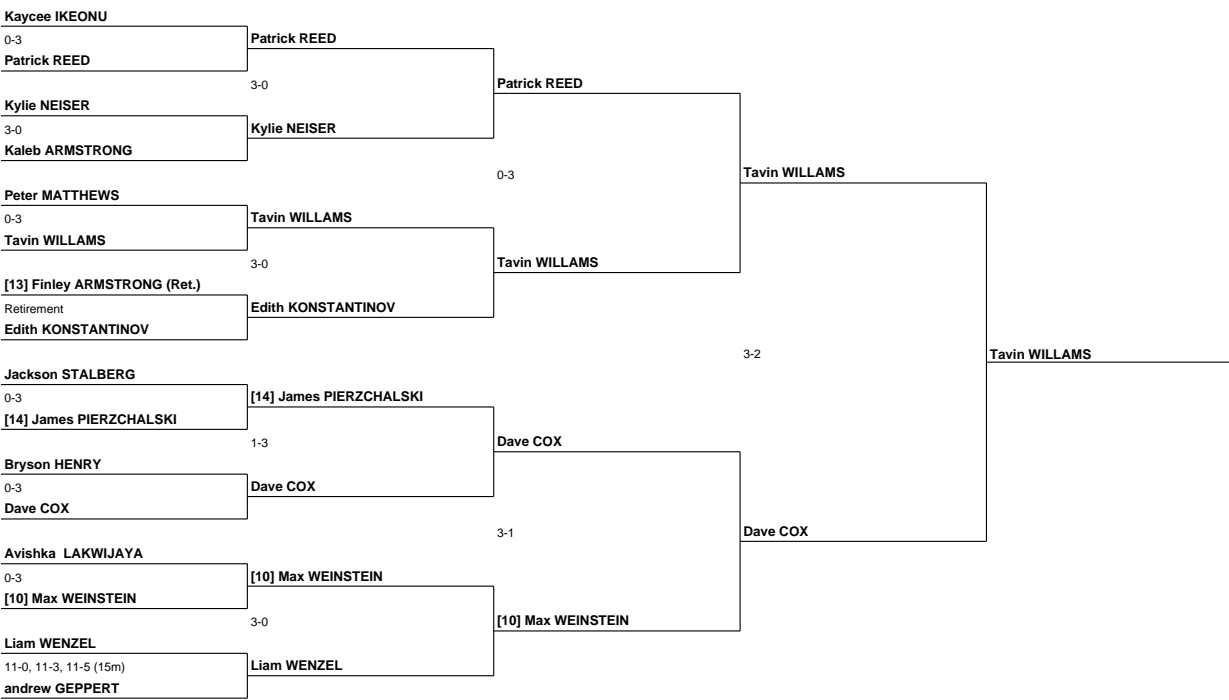 Kaycee IKEONU
0-3
Patrick REED
Kylie NEISER
3-0
Kaleb ARMSTRONG
Peter MATTHEWS
0-3
Tavin WILLAMS
[13] Finley ARMSTRONG (Ret.)
Retirement
Edith KONSTANTINOV
Jackson STALBERG
0-3
[14] James PIERZCHALSKI
Bryson HENRY
0-3
Dave COX
Avishka  LAKWIJAYA
0-3
[10] Max WEINSTEIN
Liam WENZEL
11-0, 11-3, 11-5 (15m)
andrew GEPPERT
Patrick REED
3-0
Kylie NEISER
Tavin WILLAMS
3-0
Edith KONSTANTINOV
[14] James PIERZCHALSKI
1-3
Dave COX
[10] Max WEINSTEIN
3-0
Liam WENZEL
Patrick REED
0-3
Tavin WILLAMS
Dave COX
3-1
[10] Max WEINSTEIN
Tavin WILLAMS
3-2
Dave COX
Tavin WILLAMS